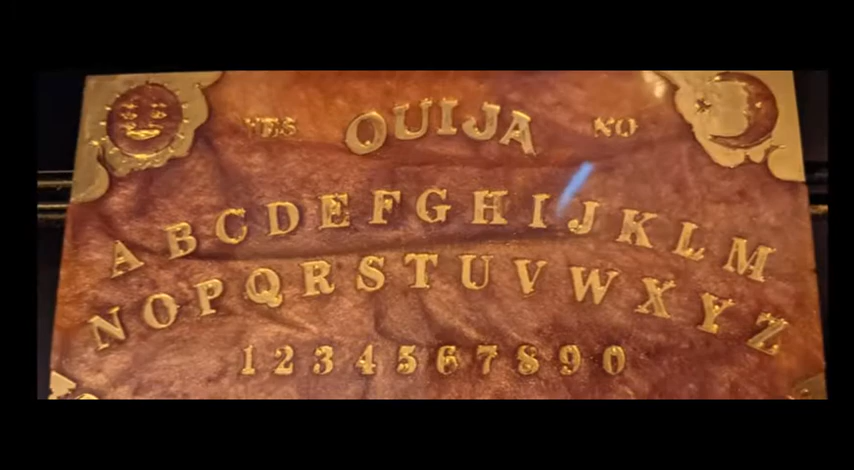 YES OUIJA NO
A B C D E F G H I J K L M
N O P Q R S T U V W X Y Z
1 2 3 4 5 6 7 8 9 0